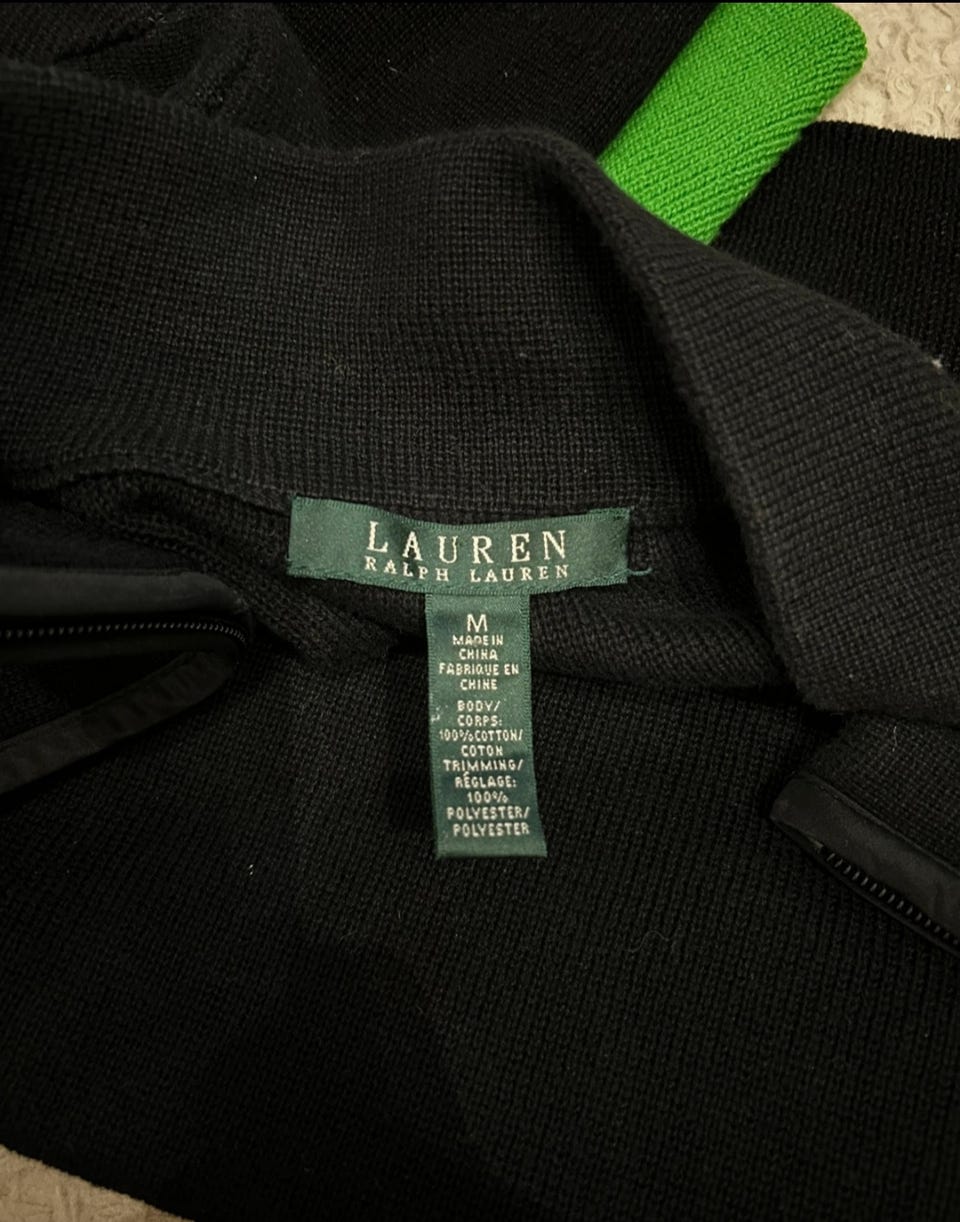 LAUREN
RALPH LAUREN
M
MADE IN
CHINA
FABRIQUE EN
CHINE
BODY/
CORPS:
100%COTTON/
COTON
TRIMMING/
RÉGLAGE:
100%
POLYESTER/
POLYESTER